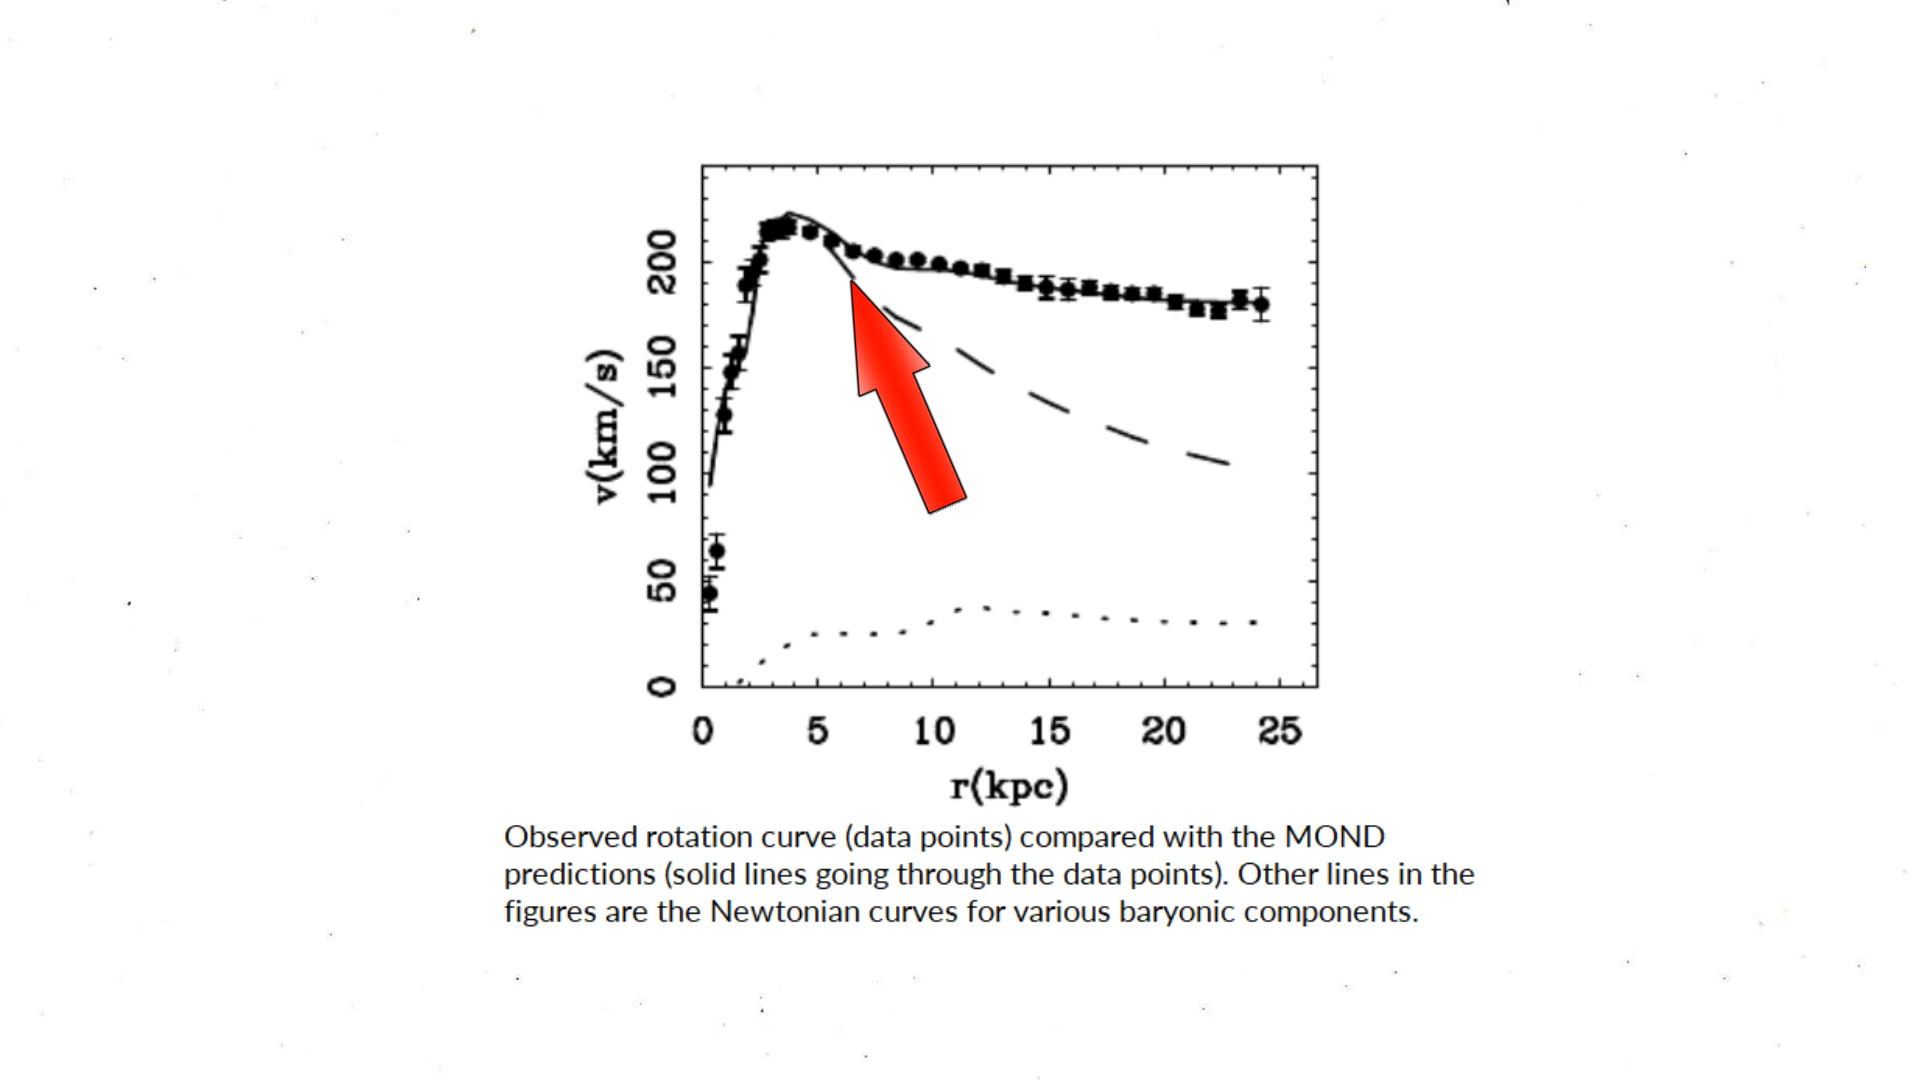 200
150
100
50
0
v(km/s)
0 5 10 15 20 25
r(kpc)
Observed rotation curve (data points) compared with the MOND
predictions (solid lines going through the data points). Other lines in the
figures are the Newtonian curves for various baryonic components.